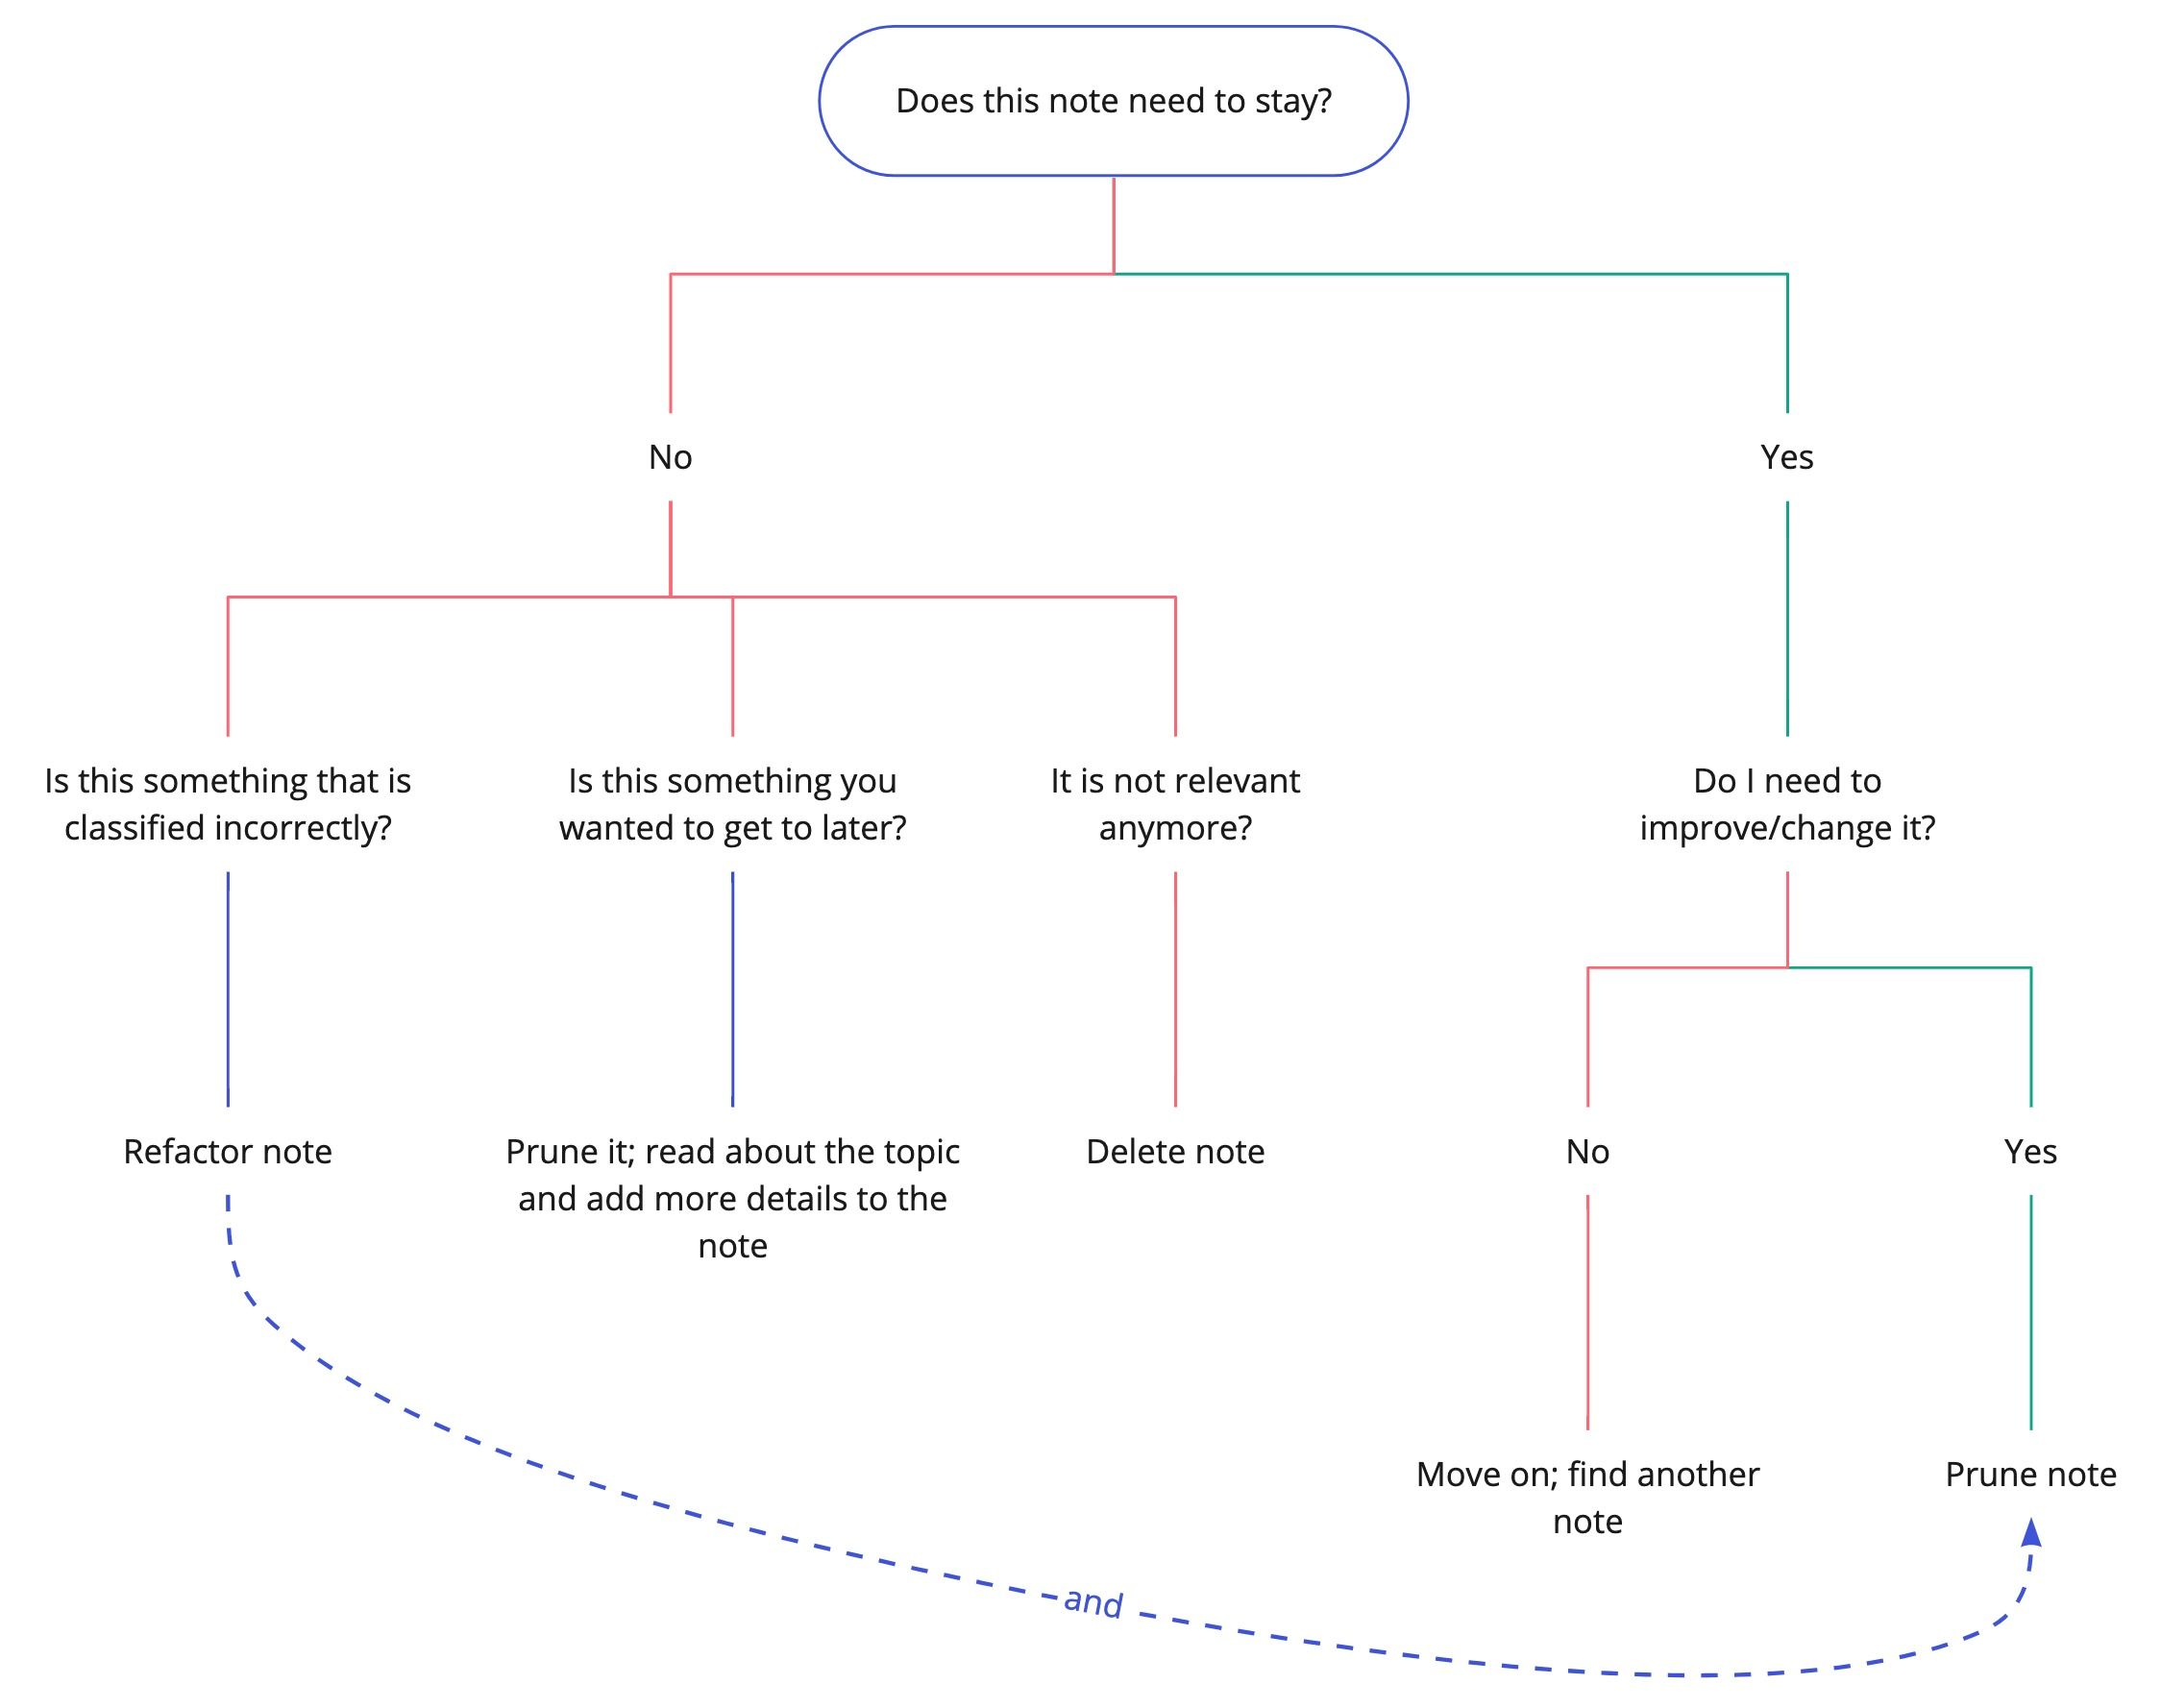 Does this note need to stay?
No
Yes
Is this something that is
classified incorrectly?
Is this something you
wanted to get to later?
It is not relevant
anymore?
Do I need to
improve/change it?
Refactor note
Prune it; read about the topic
and add more details to the
note
Delete note
No
Yes
Move on; find another
note
Prune note
and